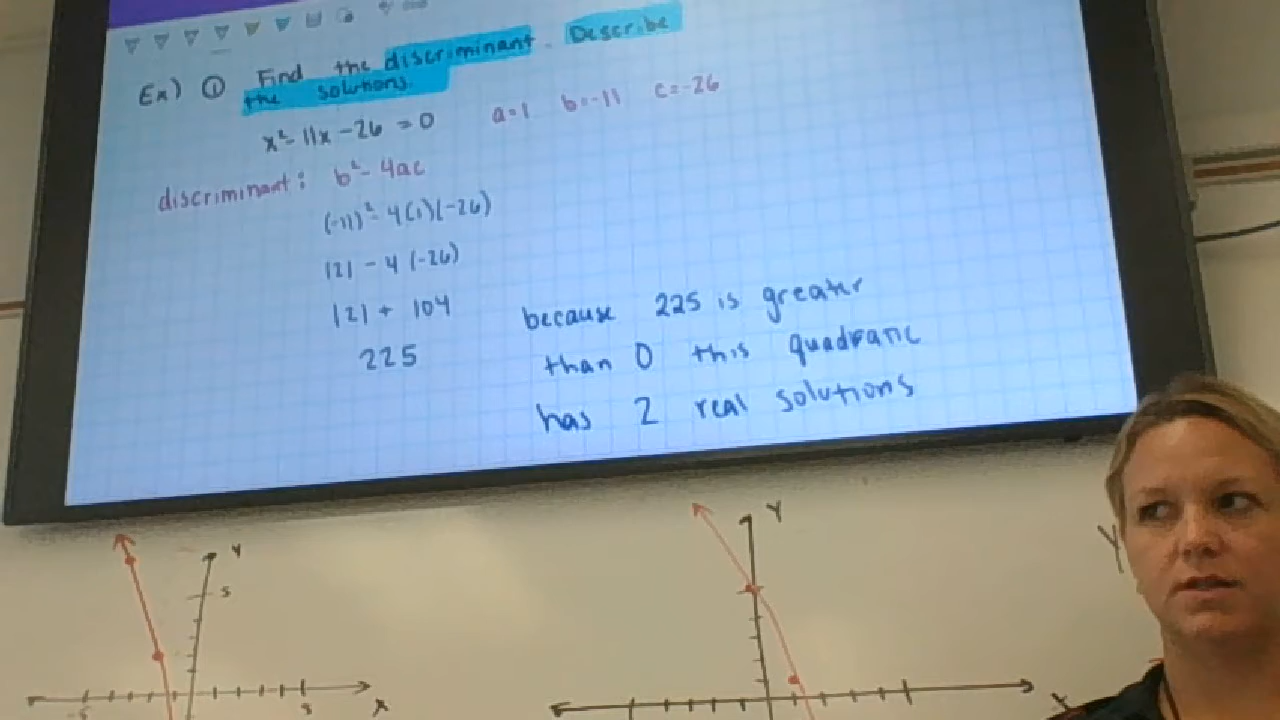 Ex) ① Find the discriminant. Describe
the solutions.
x² - 11x - 26 = 0 a=1 b=-11 c=-26
discriminant: b² - 4ac
(-11)² - 4(1)(-26)
121 - 4(-26)
121 + 104
225
because 225 is greater
than 0 this quadratic
has 2 real solutions
Y
5
-5
5
X
Y
X
Y